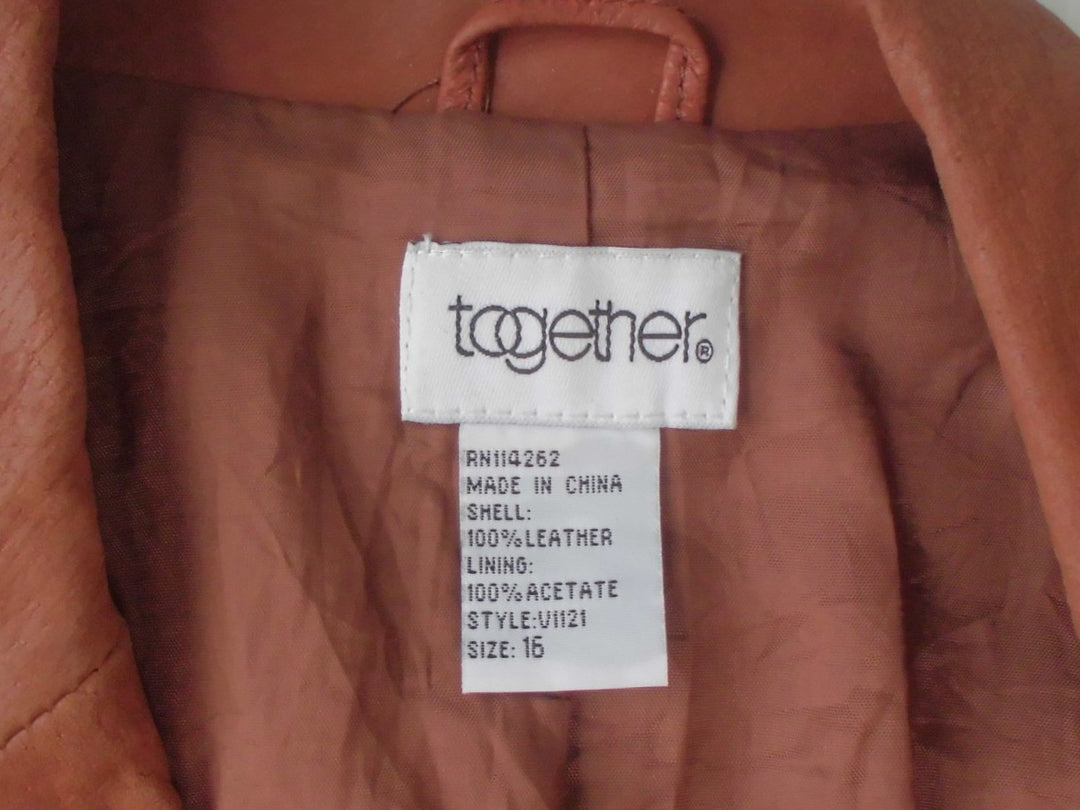 together®
RN114262
MADE IN CHINA
SHELL:
100%LEATHER
LINING:
100%ACETATE
STYLE:V1121
SIZE: 16